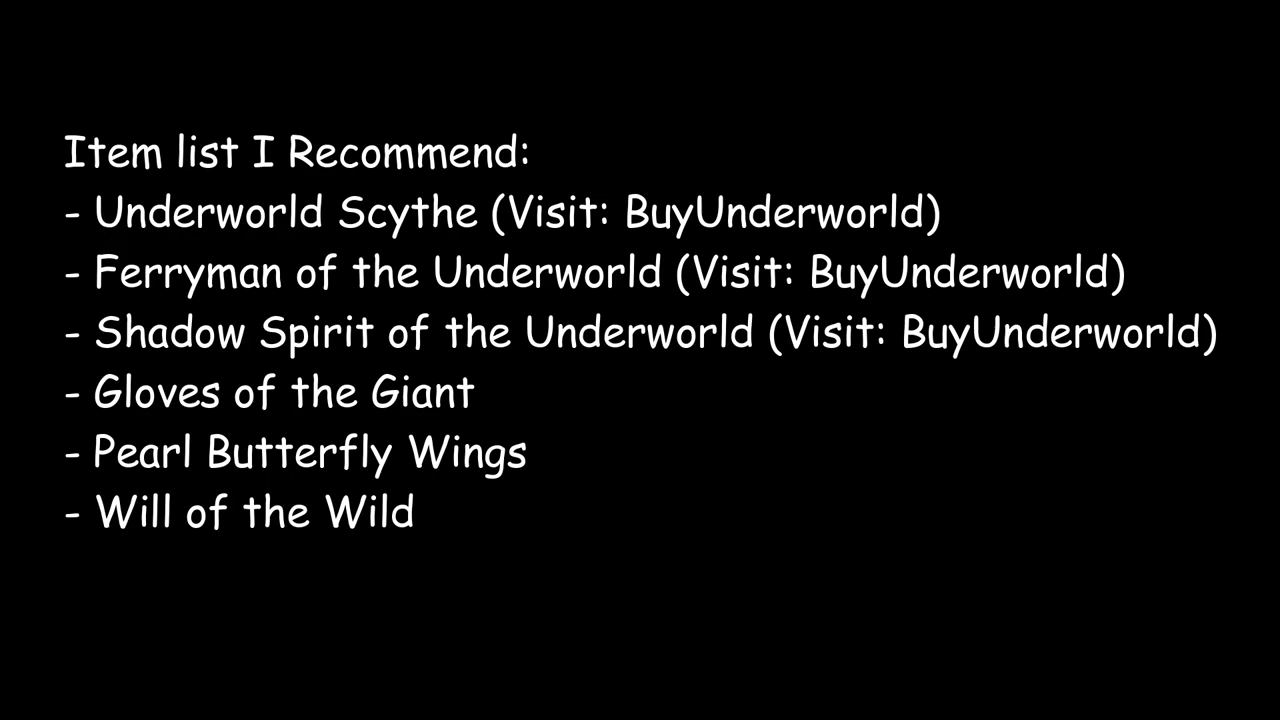 Item list I Recommend:
- Underworld Scythe (Visit: BuyUnderworld)
- Ferryman of the Underworld (Visit: BuyUnderworld)
- Shadow Spirit of the Underworld (Visit: BuyUnderworld)
- Gloves of the Giant
- Pearl Butterfly Wings
- Will of the Wild